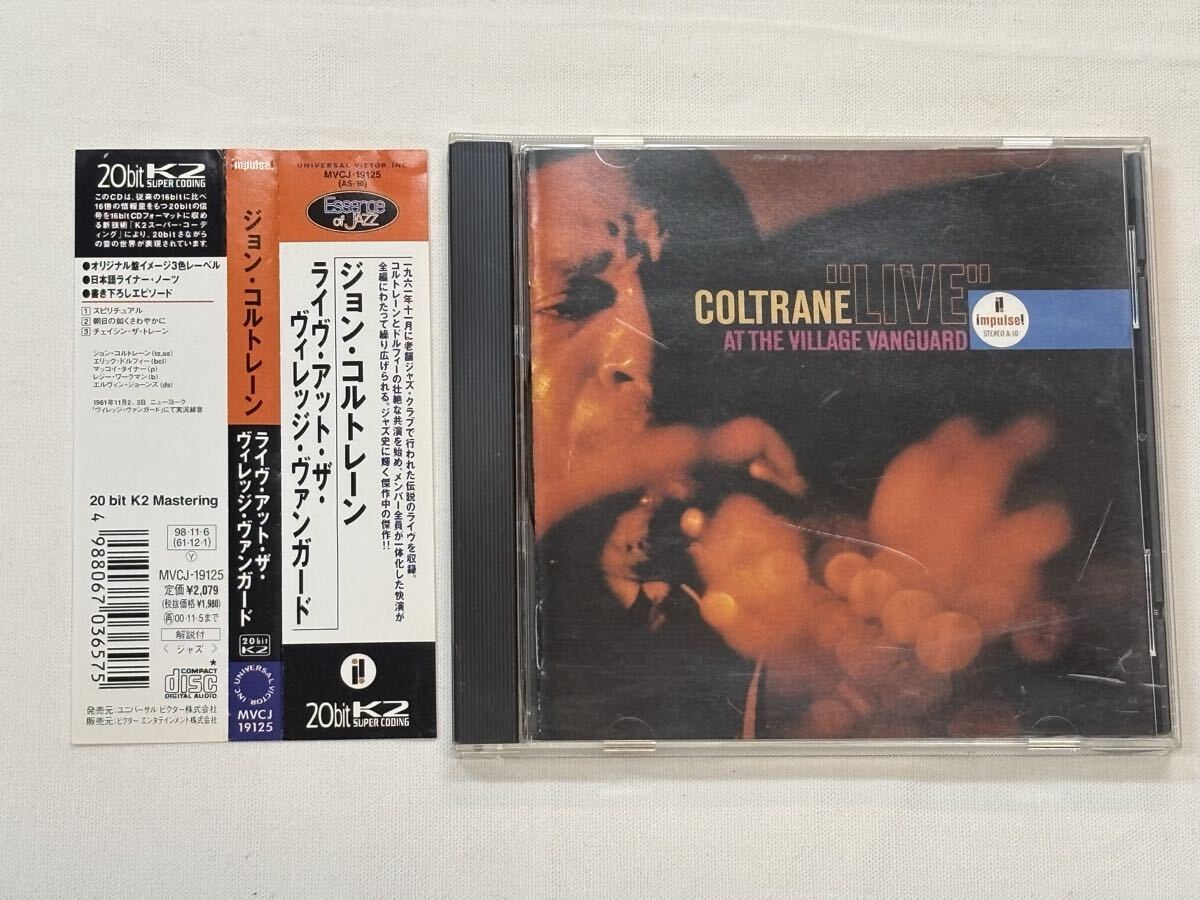 20bit K2
SUPER CODING
このCDは、従来の16bitに比べ
16倍の情報量をもつ20bitの信
号を16bitCDフォーマットに収め
る新技術「K2スーパー・コーデ
ィング」により、20bitさながら
の音の世界が表現されています。
●オリジナル盤イメージ3色レーベル
●日本語ライナー・ノーツ
●書き下ろしエピソード
1 スピリチュアル
2 朝日の如くさわやかに
3 チェイシン・ザ・トレーン
ジョン・コルトレーン(ts,ss)
エリック・ドルフィー(bcl)
マッコイ・タイナー(p)
レジー・ワークマン(b)
エルヴィン・ジョーンズ(ds)
1961年11月2、3日 ニューヨーク
「ヴィレッジ・ヴァンガード」にて実況録音
20 bit K2 Mastering
4 988067 036575
98・11・6
(61・12・1)
Ⓨ
MVCJ-19125
定価¥2,079
(税抜価格¥1,980)
再00・11・5まで
解説付
〈ジャズ〉
★
COMPACT
disc
DIGITAL AUDIO
発売元:ユニバーサル ビクター株式会社
販売元:ビクター エンタテインメント株式会社
impulse!
ジョン・コルトレーン
ライヴ・アット・ザ・
ヴィレッジ・ヴァンガード
20bit
K2
UNIVERSAL VICTOR INC
MVCJ
19125
UNIVERSAL VICTOR INC.
MVCJ-19125
(AS-10)
Essence
of JAZZ
一九六一年十一月に老舗ジャズ・クラブで行われた伝説のライヴを収録。
コルトレーンとドルフィーの壮絶な共演を始め、メンバー全員が一体化した快演が
全編にわたって繰り広げられる。ジャズ史に輝く傑作中の傑作!!
ジョン・コルトレーン
ライヴ・アット・ザ・
ヴィレッジ・ヴァンガード
i!
20bit K2
SUPER CODING
COLTRANE "LIVE"
AT THE VILLAGE VANGUARD
i!
impulse!
STEREO A-10